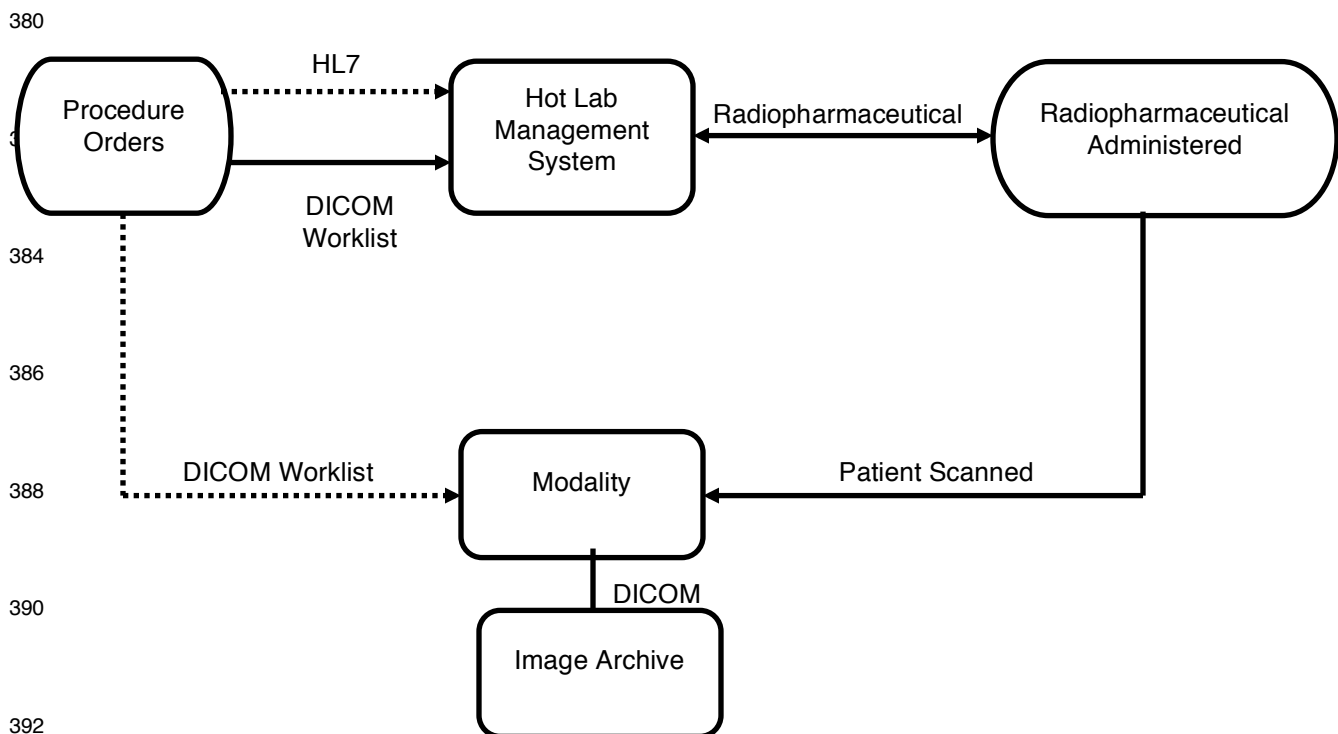 380
HL7
Procedure
Orders
Hot Lab
Management
System
Radiopharmaceutical
Radiopharmaceutical
Administered
DICOM
Worklist
384
386
DICOM Worklist
Modality
Patient Scanned
388
DICOM
390
Image Archive
392